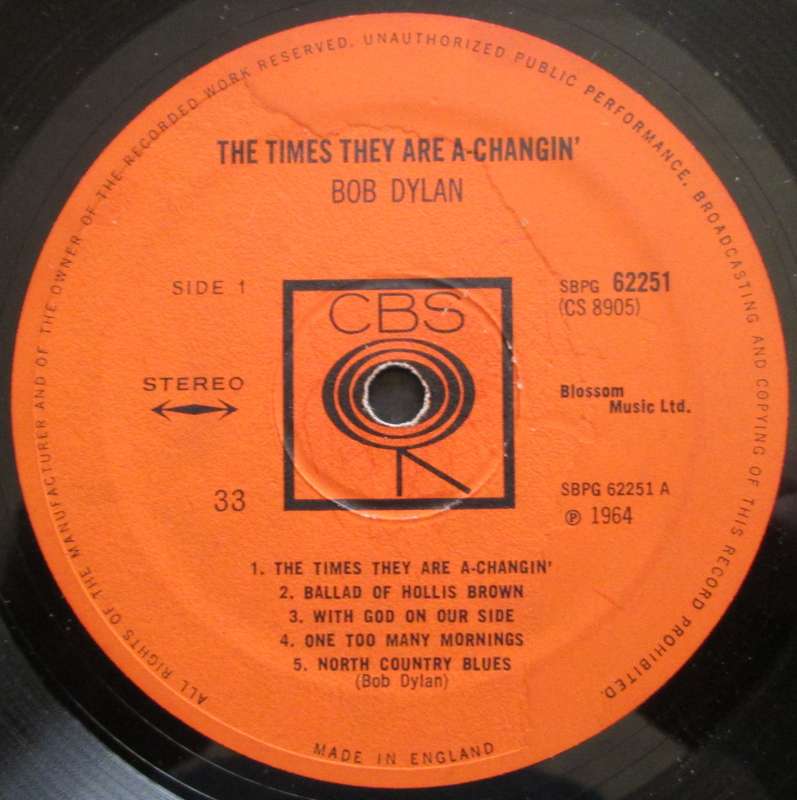 ALL RIGHTS OF THE MANUFACTURER AND OF THE OWNER OF THE RECORDED WORK RESERVED. UNAUTHORIZED PUBLIC PERFORMANCE, BROADCASTING AND COPYING OF THIS RECORD PROHIBITED.
THE TIMES THEY ARE A-CHANGIN'
BOB DYLAN
SIDE 1
CBS
SBPG 62251
(CS 8905)
STEREO
Blossom
Music Ltd.
33
SBPG 62251 A
℗ 1964
1. THE TIMES THEY ARE A-CHANGIN'
2. BALLAD OF HOLLIS BROWN
3. WITH GOD ON OUR SIDE
4. ONE TOO MANY MORNINGS
5. NORTH COUNTRY BLUES
(Bob Dylan)
MADE IN ENGLAND